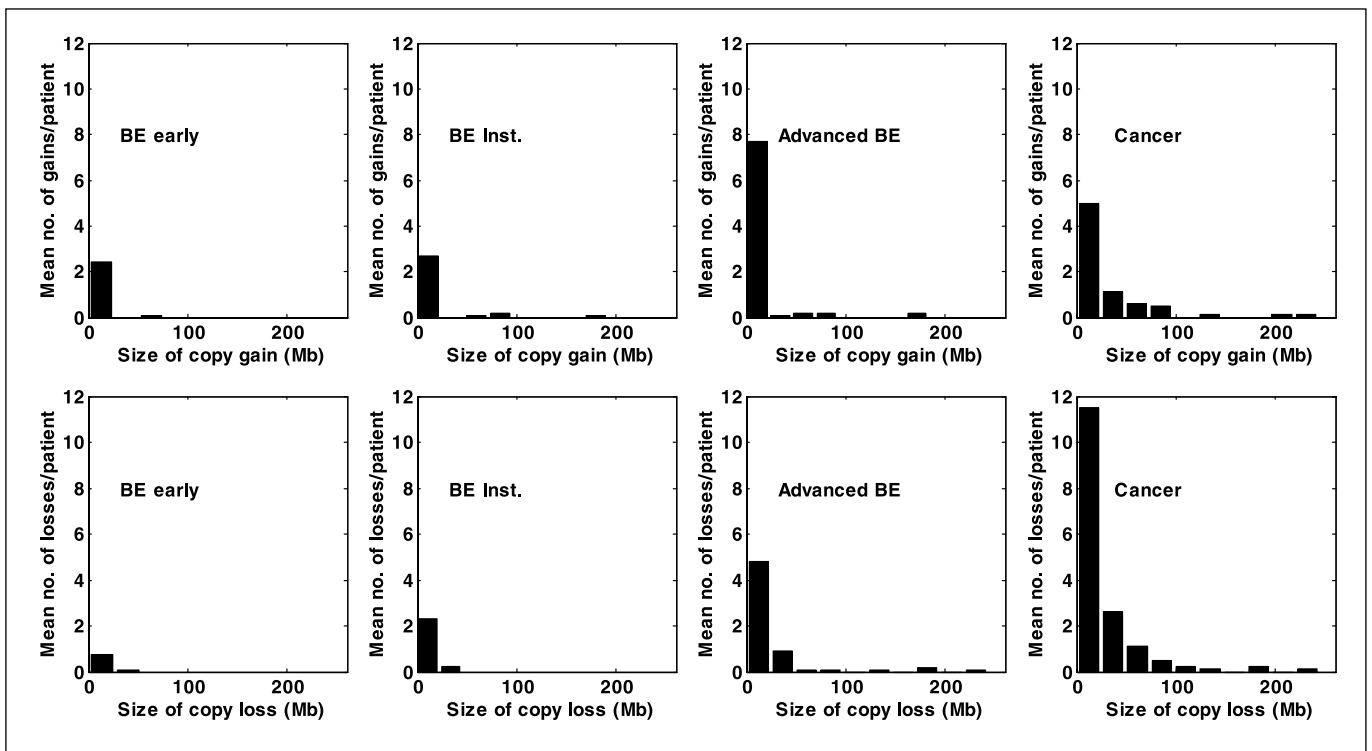 Mean no. of gains/patient
12
10
8
6
4
2
0
BE early
0 100 200
Size of copy gain (Mb)
Mean no. of gains/patient
12
10
8
6
4
2
0
BE Inst.
0 100 200
Size of copy gain (Mb)
Mean no. of gains/patient
12
10
8
6
4
2
0
Advanced BE
0 100 200
Size of copy gain (Mb)
Mean no. of gains/patient
12
10
8
6
4
2
0
Cancer
0 100 200
Size of copy gain (Mb)
Mean no. of losses/patient
12
10
8
6
4
2
0
BE early
0 100 200
Size of copy loss (Mb)
Mean no. of losses/patient
12
10
8
6
4
2
0
BE Inst.
0 100 200
Size of copy loss (Mb)
Mean no. of losses/patient
12
10
8
6
4
2
0
Advanced BE
0 100 200
Size of copy loss (Mb)
Mean no. of losses/patient
12
10
8
6
4
2
0
Cancer
0 100 200
Size of copy loss (Mb)